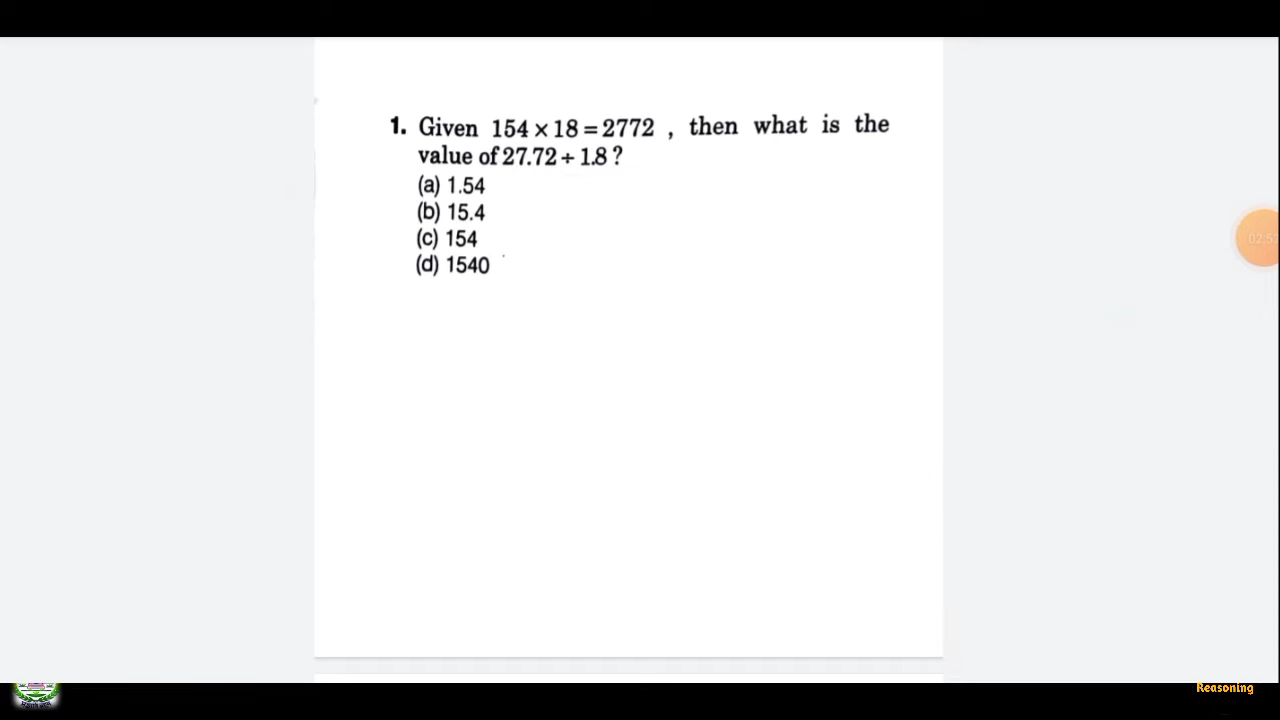 1. Given 154 × 18 = 2772 , then what is the
value of 27.72 ÷ 1.8 ?
(a) 1.54
(b) 15.4
(c) 154
(d) 1540
Reasoning